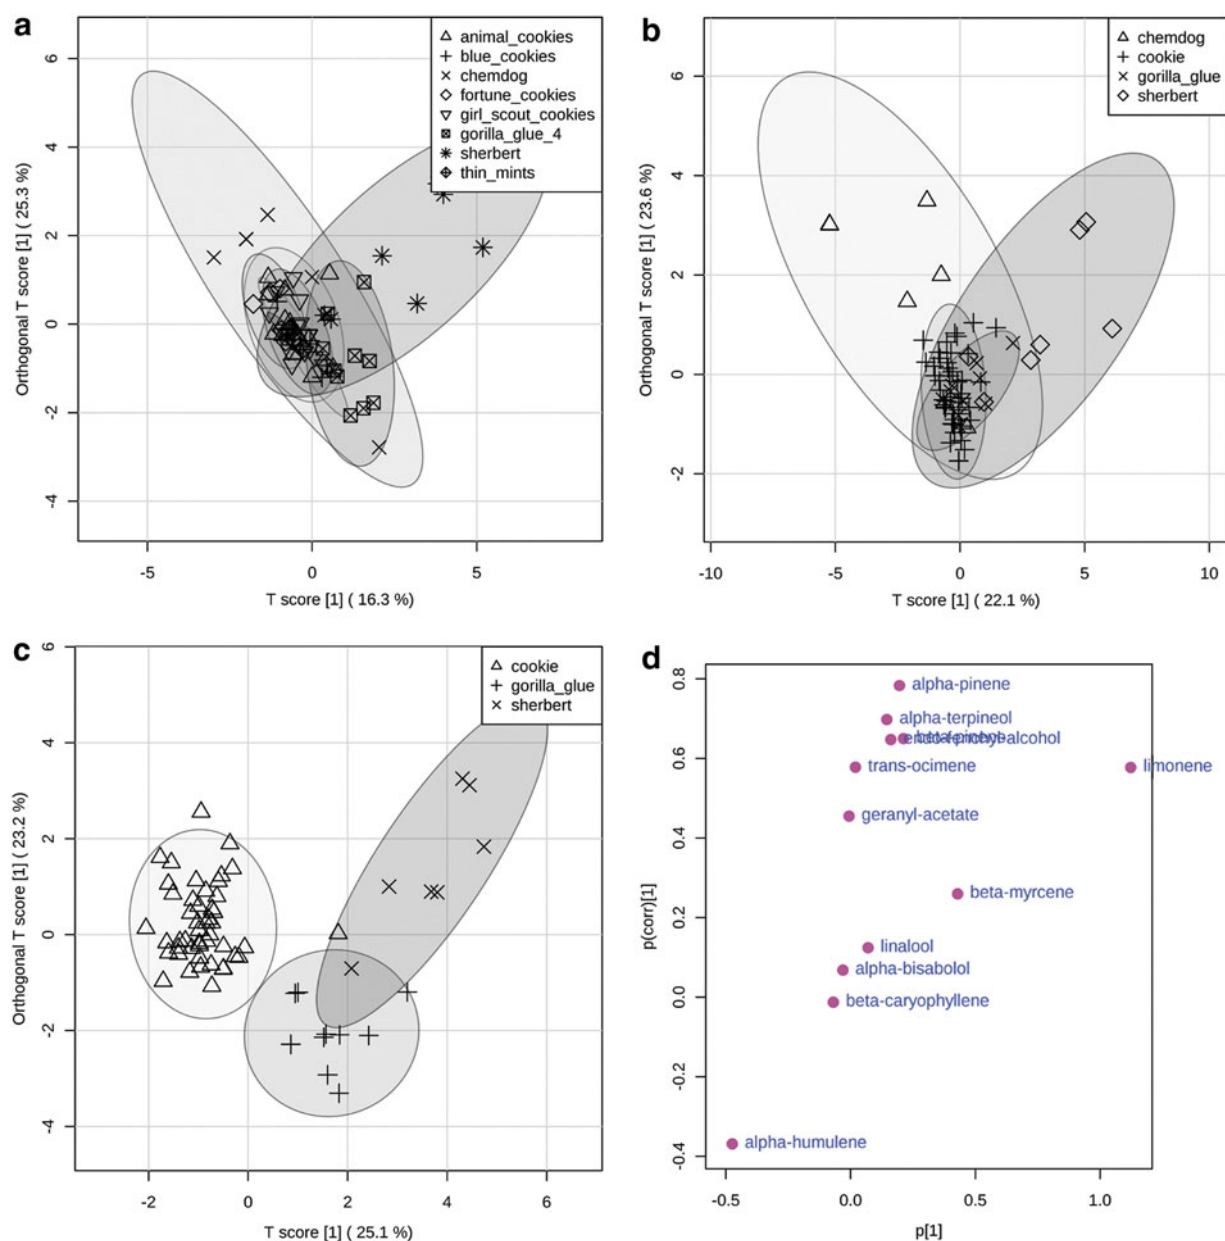 a
animal_cookies
blue_cookies
chemdog
fortune_cookies
girl_scout_cookies
gorilla_glue_4
sherbert
thin_mints
Orthogonal T score [1] ( 25.3 %)
6
4
2
0
-2
-4
-5
0
5
T score [1] ( 16.3 %)
b
chemdog
cookie
gorilla_glue
sherbert
Orthogonal T score [1] ( 23.6 %)
6
4
2
0
-2
-10
-5
0
5
10
T score [1] ( 22.1 %)
c
cookie
gorilla_glue
sherbert
Orthogonal T score [1] ( 23.2 %)
6
4
2
0
-2
-4
-2
0
2
4
6
T score [1] ( 25.1 %)
d
alpha-pinene
alpha-terpineol
endo-fenchyl-alcohol
trans-ocimene
limonene
geranyl-acetate
beta-myrcene
linalool
alpha-bisabolol
beta-caryophyllene
alpha-humulene
p(corr)[1]
0.8
0.6
0.4
0.2
0.0
-0.2
-0.4
-0.5
0.0
0.5
1.0
p[1]